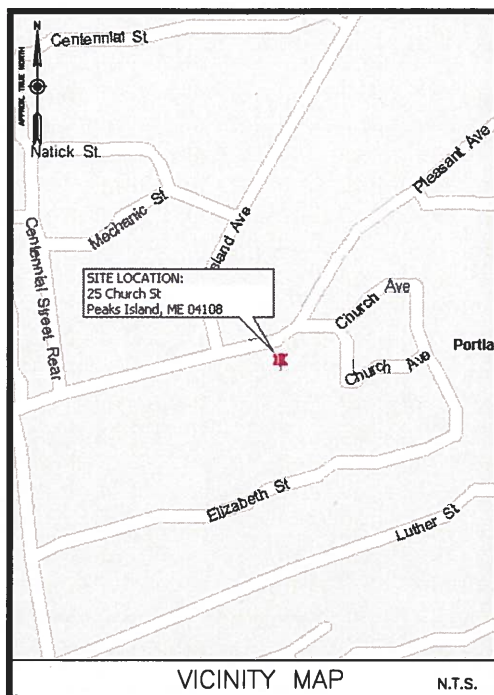 N
APPROX. TRUE NORTH
Centennial St
Natick St.
Mechanic St
Centennial Street Rear
Island Ave
Pleasant Ave
SITE LOCATION:
25 Church St
Peaks Island, ME 04108
Church Ave
Church Ave
Portla
Elizabeth St
Luther St
VICINITY MAP
N.T.S.